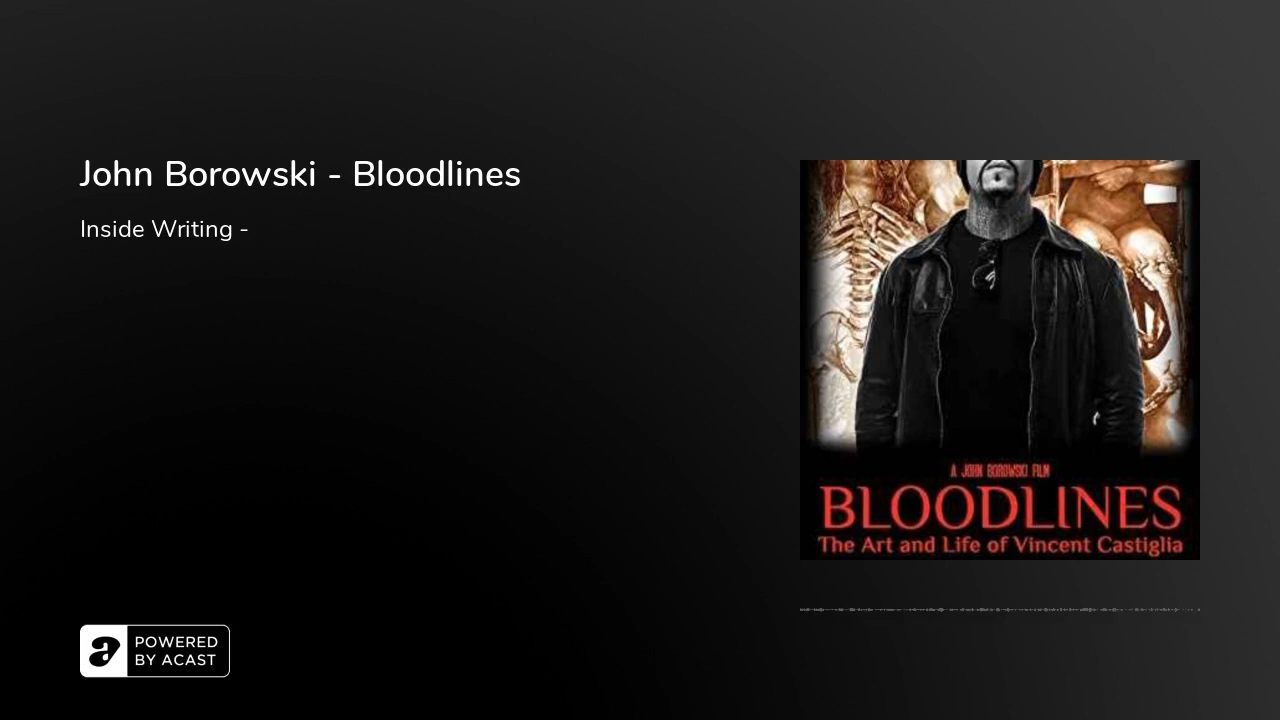 John Borowski - Bloodlines
Inside Writing -
A JOHN BOROWSKI FILM
BLOODLINES
The Art and Life of Vincent Castiglia
a POWERED
BY ACAST